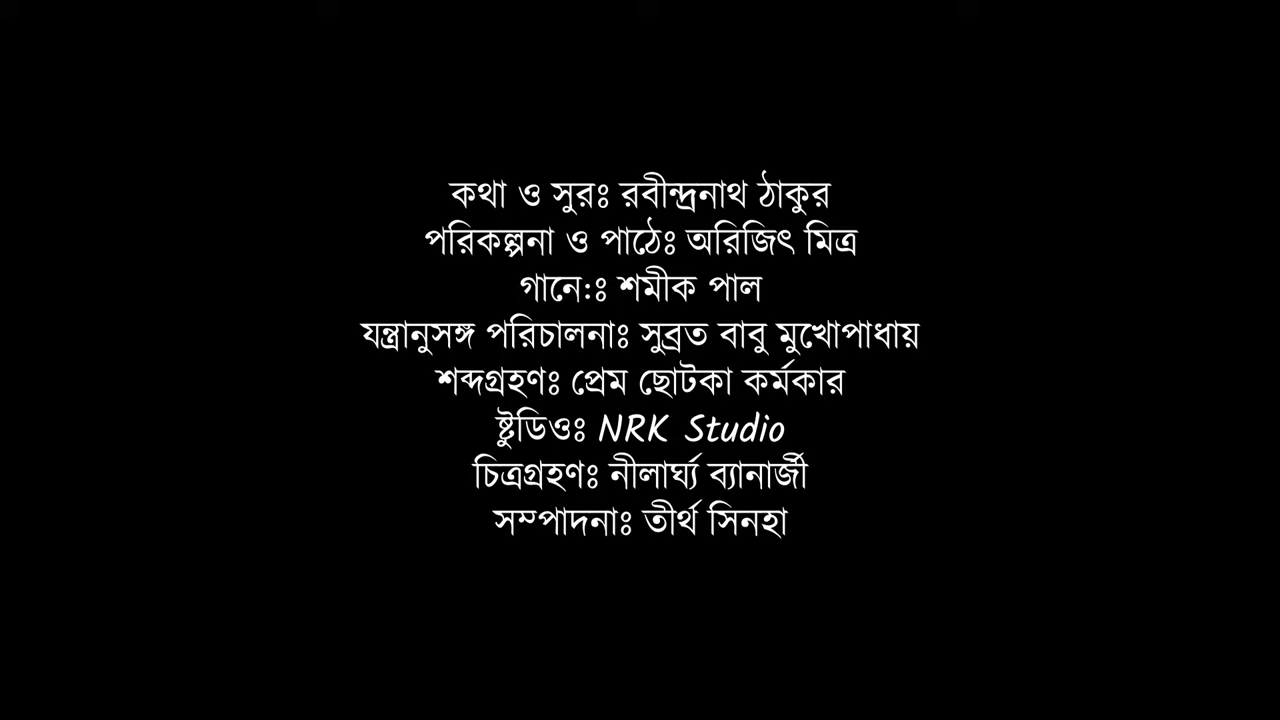 কথা ও সুরঃ রবীন্দ্রনাথ ঠাকুর
পরিকল্পনা ও পাঠেঃ অরিজিৎ মিত্র
গানে:ঃ শমীক পাল
যন্ত্রানুসঙ্গ পরিচালনাঃ সুব্রত বাবু মুখোপাধায়
শব্দগ্রহণঃ প্রেম ছোটকা কর্মকার
ষ্টুডিওঃ NRK Studio
চিত্রগ্রহণঃ নীলার্ঘ্য ব্যানার্জী
সম্পাদনাঃ তীর্থ সিনহা